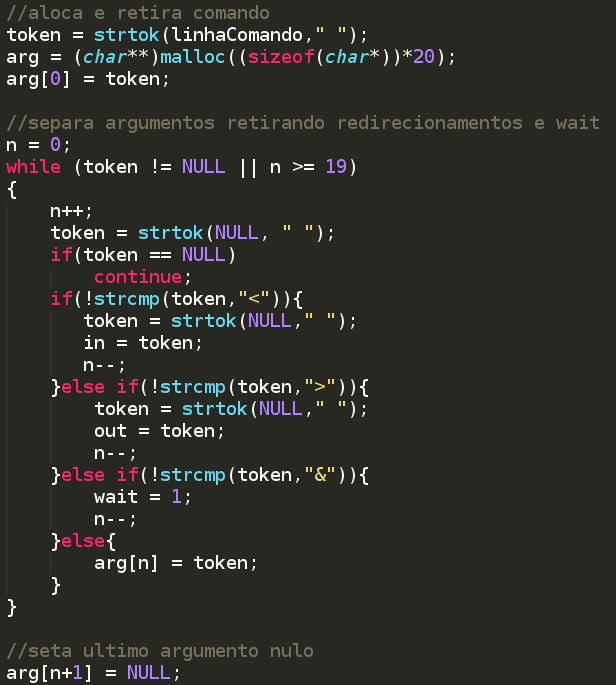 //aloca e retira comando
token = strtok(linhaComando," ");
arg = (char**)malloc((sizeof(char*))*20);
arg[0] = token;

//separa argumentos retirando redirecionamentos e wait
n = 0;
while (token != NULL || n >= 19)
{
    n++;
    token = strtok(NULL, " ");
    if(token == NULL)
        continue;
    if(!strcmp(token,"<")){
       token = strtok(NULL," ");
       in = token;
       n--;
    }else if(!strcmp(token,">")){
        token = strtok(NULL," ");
        out = token;
        n--;
    }else if(!strcmp(token,"&")){
        wait = 1;
        n--;
    }else{
        arg[n] = token;
    }
}

//seta ultimo argumento nulo
arg[n+1] = NULL;